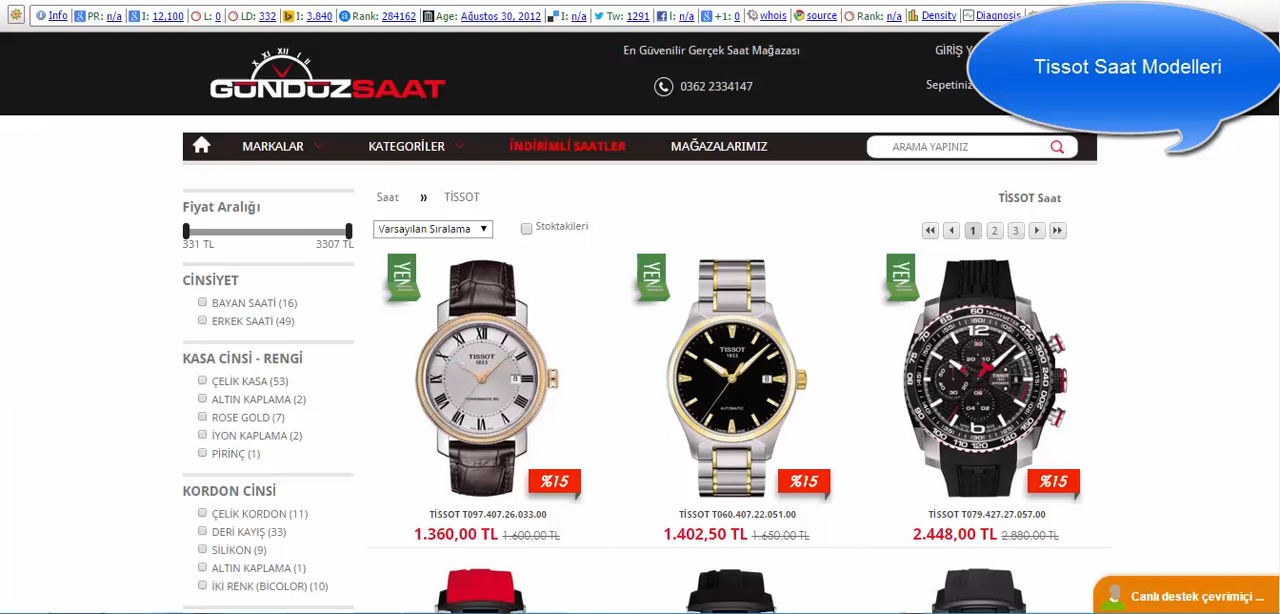 Info PR: n/a I: 12,100 L: 0 LD: 332 I: 3.840 Rank: 284162 Age: Ağustos 30, 2012 I: n/a Tw: 1291 I: n/a +1: 0 whois source Rank: n/a Density Diagnosis
GÜNDÜZSAAT
En Güvenilir Gerçek Saat Mağazası
0362 2334147
GİRİŞ
Sepetiniz
Tissot Saat Modelleri
MARKALAR KATEGORİLER İNDİRİMLİ SAATLER MAĞAZALARIMIZ ARAMA YAPINIZ
Saat » TİSSOT
TİSSOT Saat
Varsayılan Sıralama ▼ Stoktakileri
1 2 3
Fiyat Aralığı
331 TL 3307 TL
CİNSİYET
BAYAN SAATİ (16)
ERKEK SAATİ (49)
KASA CİNSİ - RENGİ
ÇELİK KASA (53)
ALTIN KAPLAMA (2)
ROSE GOLD (7)
İYON KAPLAMA (2)
PİRİNÇ (1)
KORDON CİNSİ
ÇELİK KORDON (11)
DERİ KAYIŞ (33)
SİLİKON (9)
ALTIN KAPLAMA (1)
İKİ RENK (BİCOLOR) (10)
YENİ
TISSOT
1853
%15
TİSSOT T097.407.26.033.00
1.360,00 TL 1.600,00 TL
YENİ
TISSOT
1853
AUTOMATIC
%15
TİSSOT T060.407.22.051.00
1.402,50 TL 1.650,00 TL
YENİ
TISSOT
%15
TİSSOT T079.427.27.057.00
2.448,00 TL 2.880,00 TL
Canlı destek çevrimiçi ...